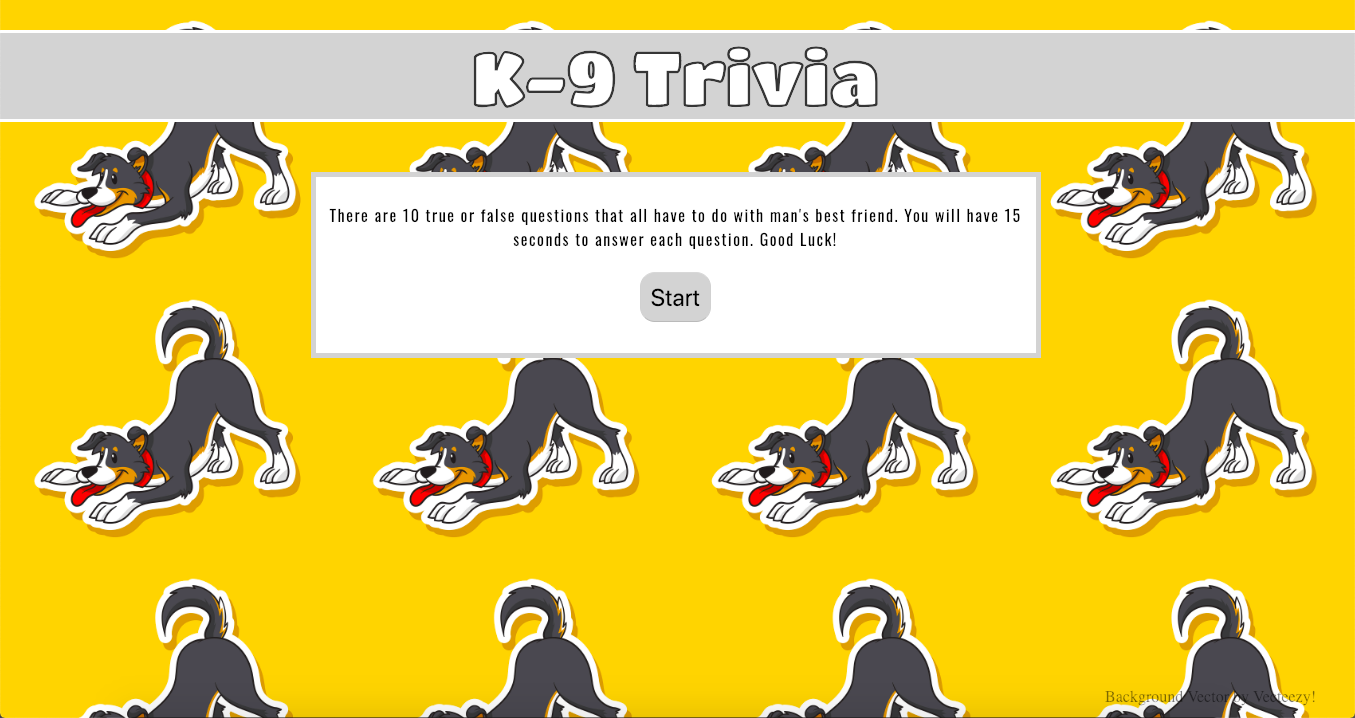 K-9 Trivia
There are 10 true or false questions that all have to do with man's best friend. You will have 15
seconds to answer each question. Good Luck!
Start
Background Vector by Vecteezy!